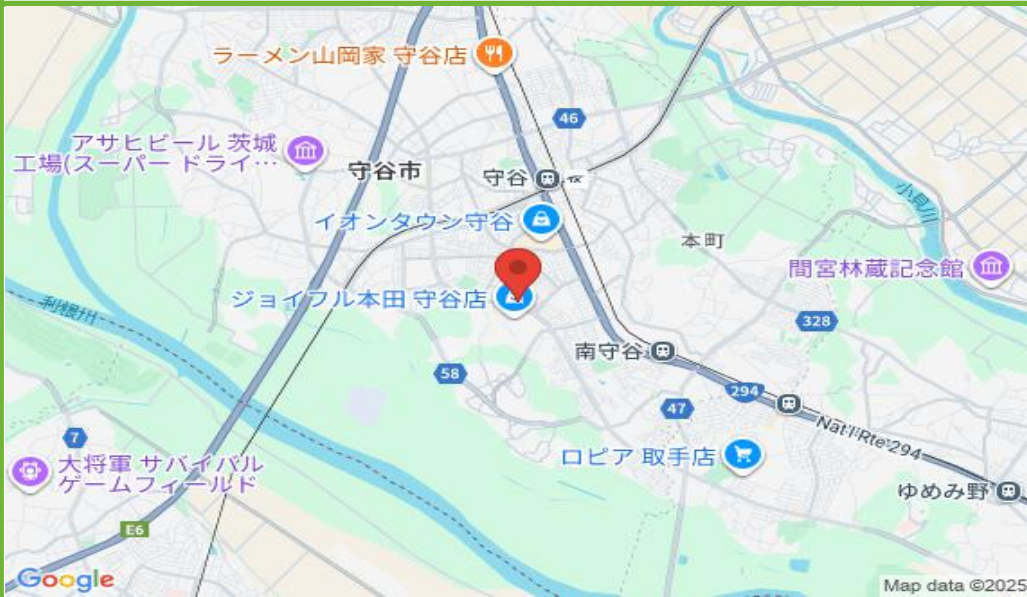 ラーメン山岡家 守谷店
46
アサヒビール 茨城
工場(スーパー ドライ…
守谷市
守谷
イオンタウン守谷
本町
小貝川
間宮林蔵記念館
ジョイフル本田 守谷店
利根川
328
南守谷
58
294
47
Nat'l Rte 294
7
大将軍 サバイバル
ゲームフィールド
ロピア 取手店
ゆめみ野
E6
Google
Map data ©2025